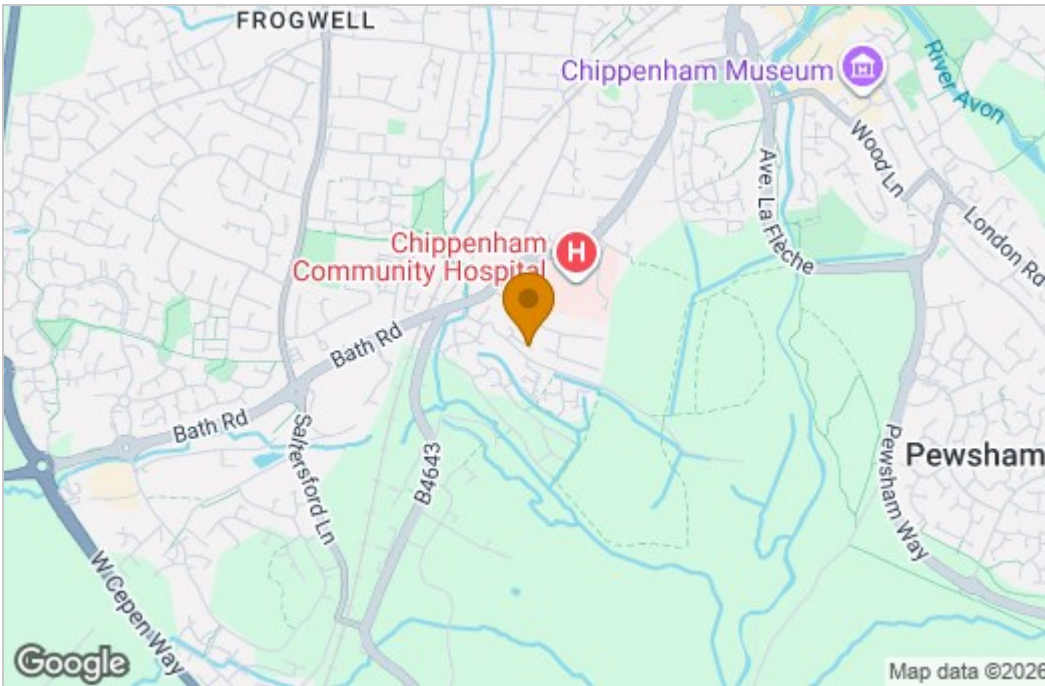 FROGWELL
Chippenham Museum
River Avon
Wood Ln
Ave. La Flèche
London Rd
Chippenham
Community Hospital
H
Bath Rd
Bath Rd
Saltersford Ln
B4643
Pewsham
Pewsham Way
W Cepen Way
Google
Map data ©2026